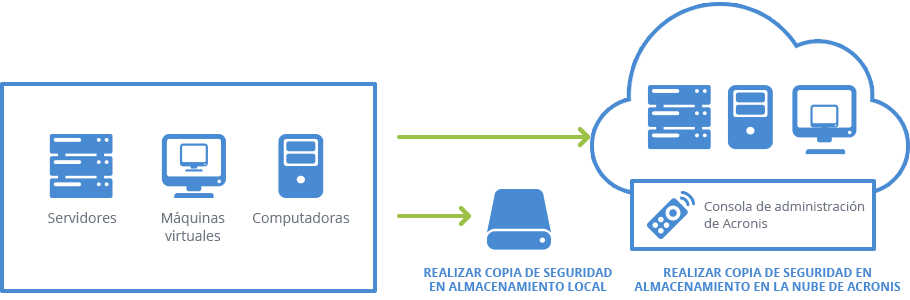 Servidores
Máquinas
virtuales
Computadoras
REALIZAR COPIA DE SEGURIDAD
EN ALMACENAMIENTO LOCAL
Consola de administración
de Acronis
REALIZAR COPIA DE SEGURIDAD EN
ALMACENAMIENTO EN LA NUBE DE ACRONIS